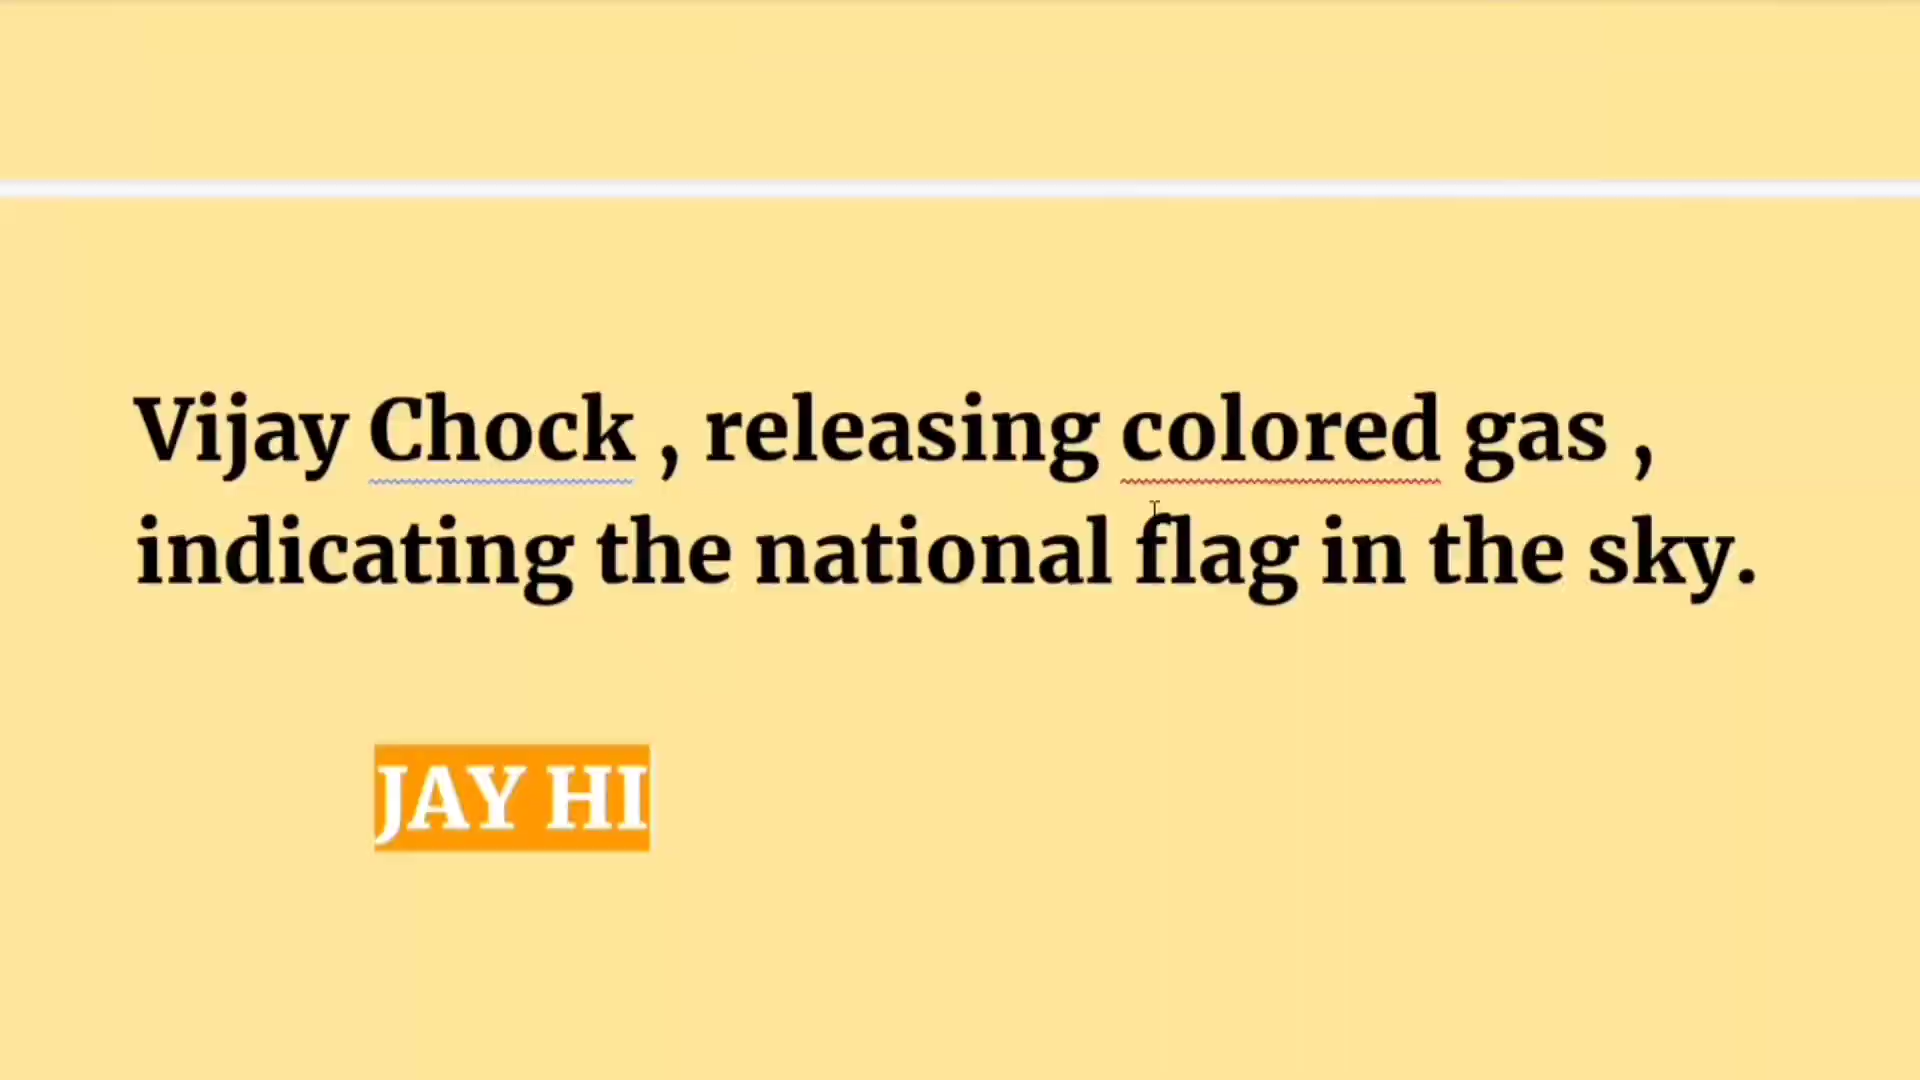 Vijay Chock , releasing colored gas ,
indicating the national flag in the sky.
JAY HI